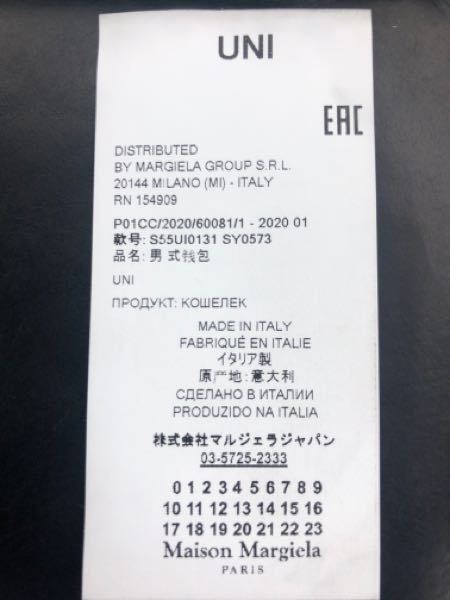 UNI
EAC
DISTRIBUTED
BY MARGIELA GROUP S.R.L.
20144 MILANO (MI) - ITALY
RN 154909
P01CC/2020/60081/1 - 2020 01
款号: S55UI0131 SY0573
品名: 男 式钱包
UNI
ПРОДУКТ: КОШЕЛЕК
MADE IN ITALY
FABRIQUÉ EN ITALIE
イタリア製
原产地: 意大利
СДЕЛАНО В ИТАЛИИ
PRODUZIDO NA ITALIA
株式会社マルジェラジャパン
03-5725-2333
0 1 2 3 4 5 6 7 8 9
10 11 12 13 14 15 16
17 18 19 20 21 22 23
Maison Margiela
PARIS